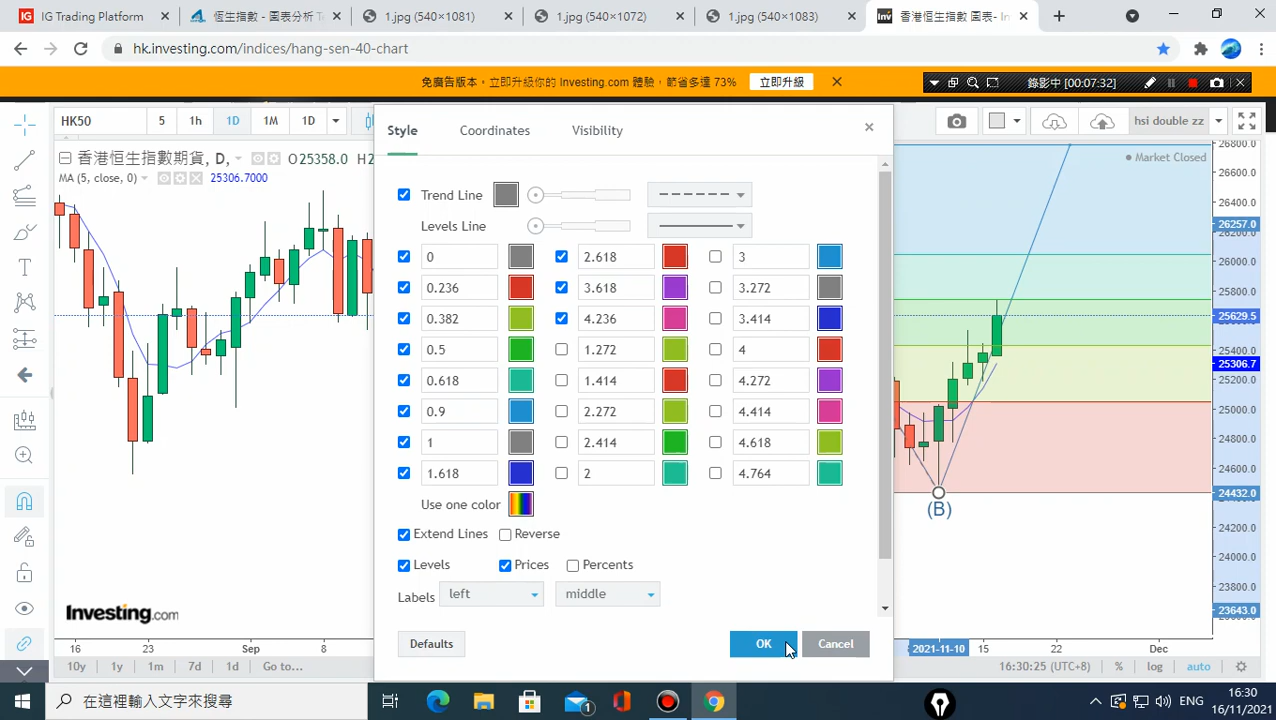 IG Trading Platform
恆生指數 - 圖表分析 T
1.jpg (540×1081)
1.jpg (540×1072)
1.jpg (540×1083)
香港恒生指數 圖表- In
hk.investing.com/indices/hang-sen-40-chart
免廣告版本。立即升級你的 Investing.com 體驗，節省多達 73%
立即升級
錄影中 [00:07:32]
HK50
5
1h
1D
1M
1D
hsi double zz
香港恒生指數期貨, D,
O25358.0 H2
MA (5, close, 0)
25306.7000
Market Closed
Style
Coordinates
Visibility
Trend Line
Levels Line
0
2.618
3
0.236
3.618
3.272
0.382
4.236
3.414
0.5
1.272
4
0.618
1.414
4.272
0.9
2.272
4.414
1
2.414
4.618
1.618
2
4.764
Use one color
Extend Lines
Reverse
Levels
Prices
Percents
Labels
left
middle
Defaults
OK
Cancel
26800.0
26600.0
26400.0
26257.0
26200.0
26000.0
25800.0
25629.5
25400.0
25306.7
25200.0
25000.0
24800.0
24600.0
24432.0
24200.0
24000.0
23800.0
23643.0
(B)
Investing.com
16
23
Sep
8
2021-11-10
15
22
Dec
10y
1y
1m
7d
1d
Go to...
16:30:25 (UTC+8)
%
log
auto
在這裡輸入文字來搜尋
1
ENG
16:30
16/11/2021